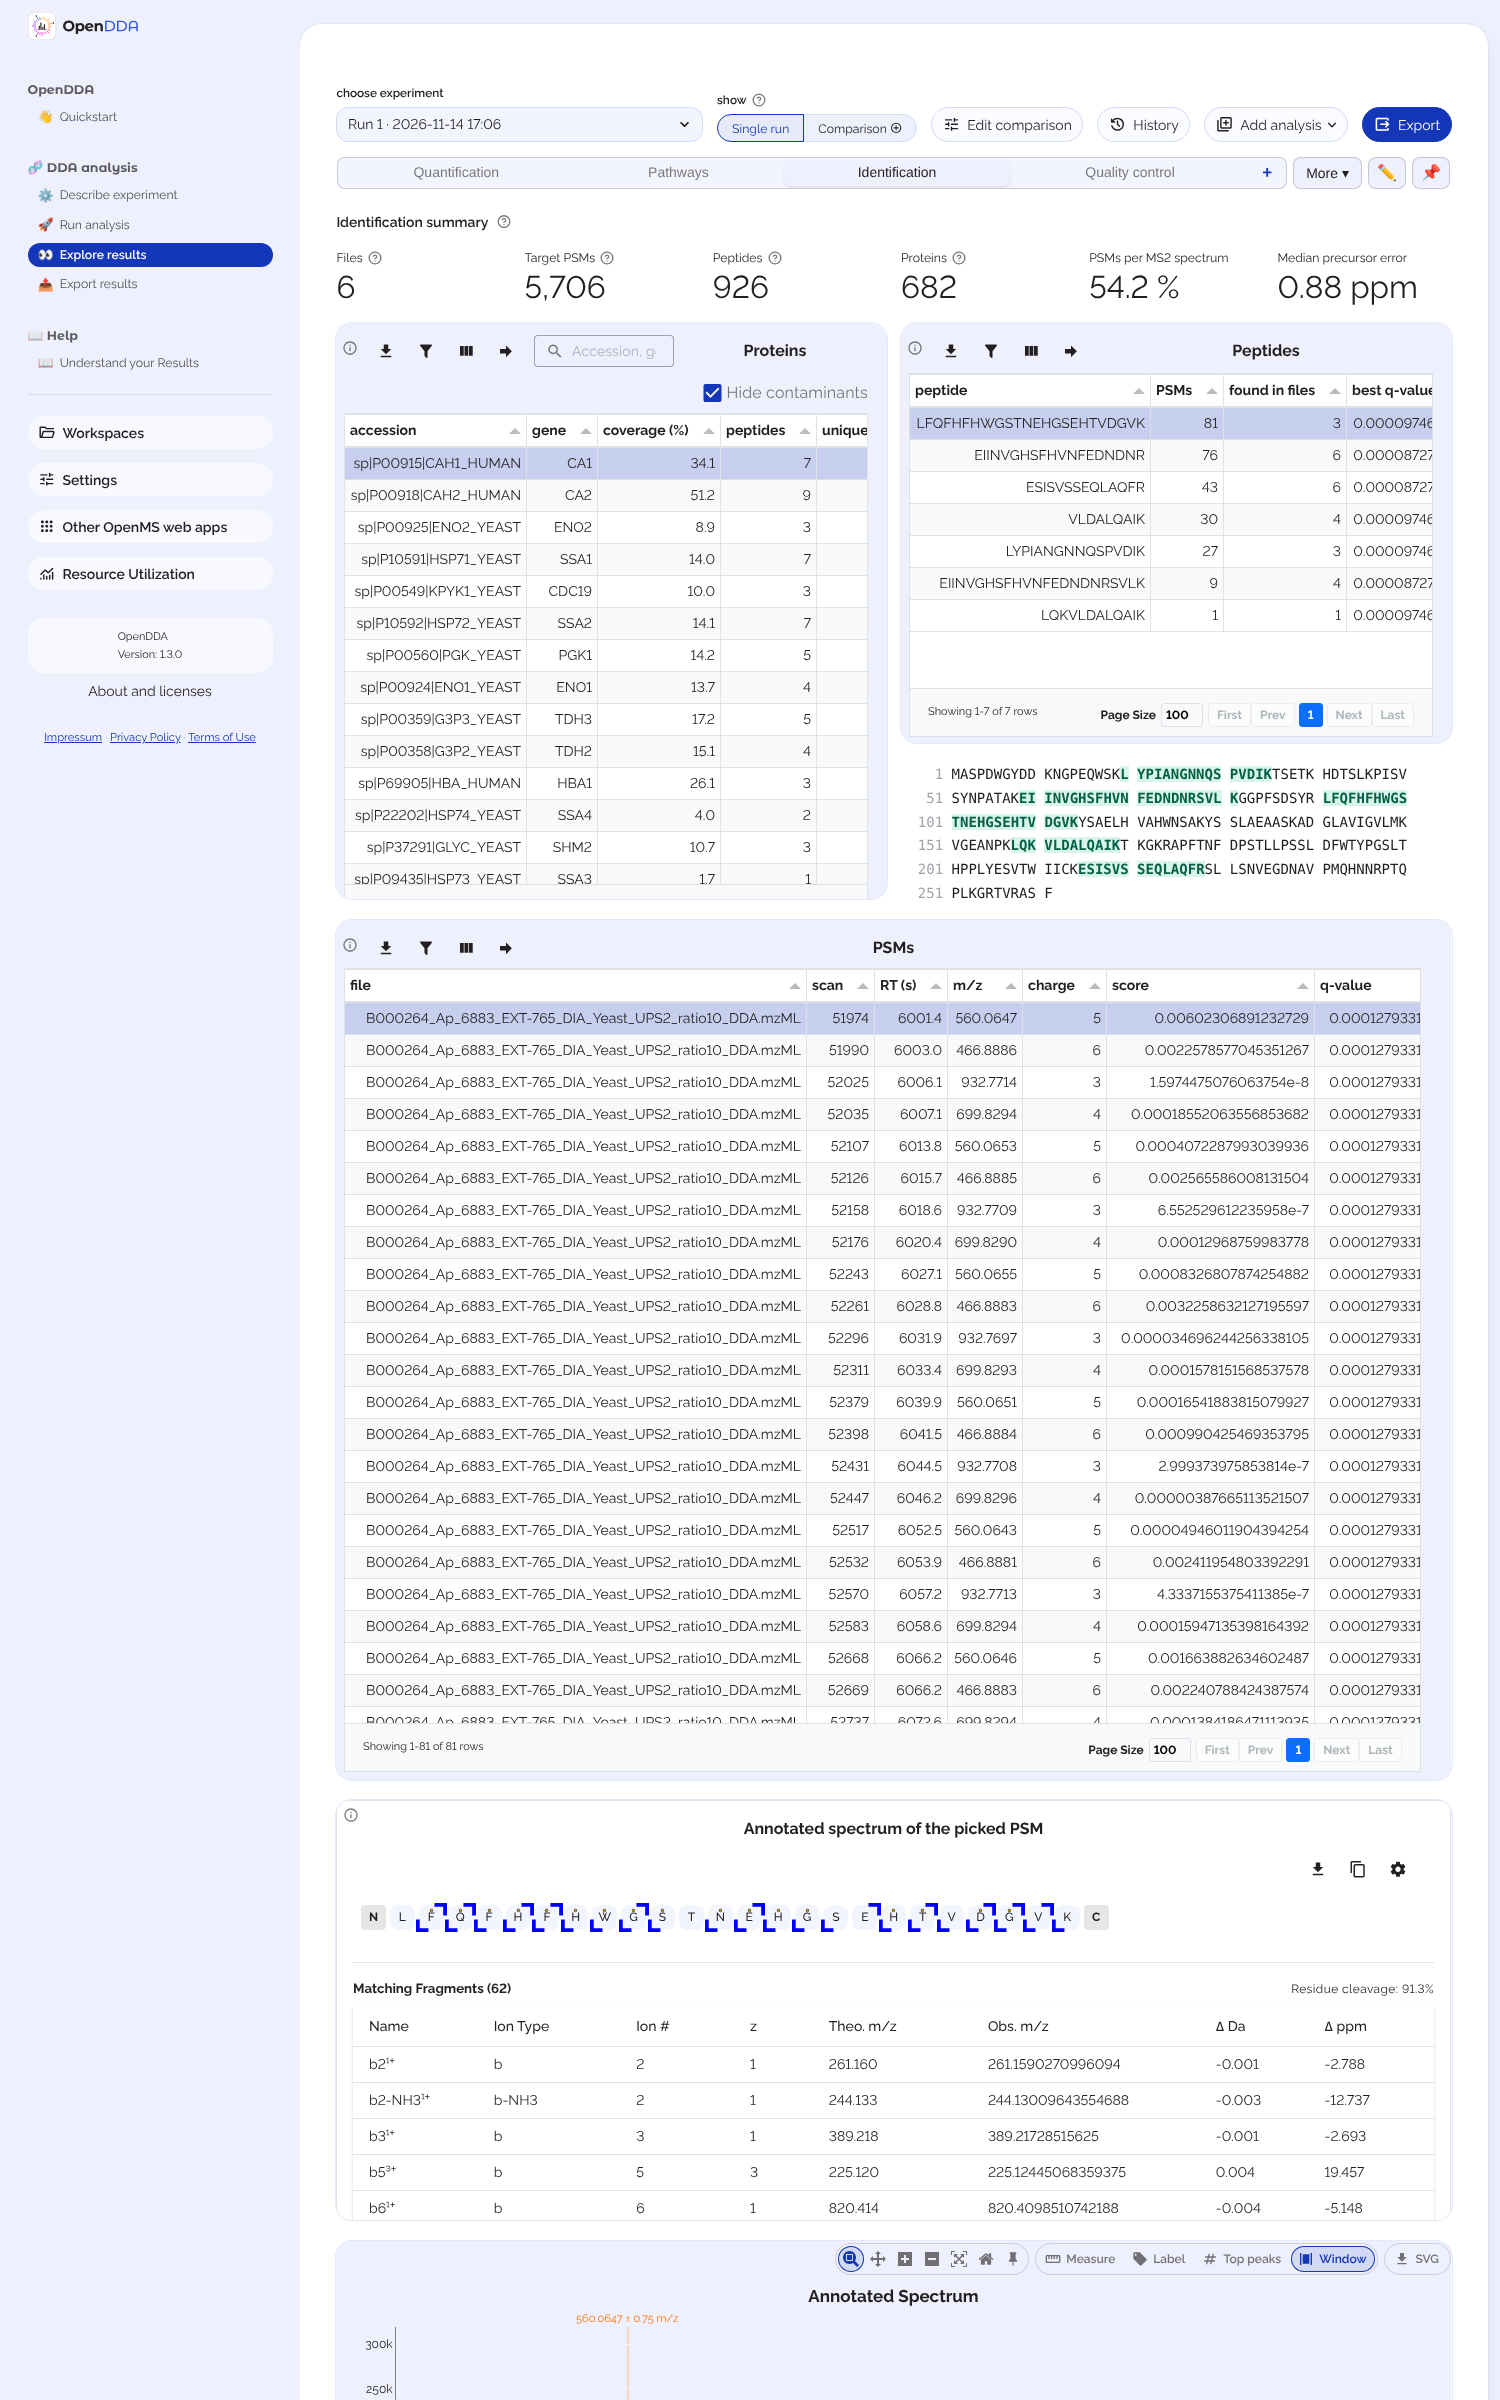 OpenDDA
OpenDDA
👋 Quickstart
🧬 DDA analysis
⚙️ Describe experiment
🚀 Run analysis
👀 Explore results
📤 Export results
📖 Help
📖 Understand your Results
Workspaces
Settings
Other OpenMS web apps
Resource Utilization
OpenDDA
Version: 1.3.0
About and licenses
Impressum · Privacy Policy · Terms of Use
choose experiment
Run 1 · 2026-11-14 17:06
show
Single run Comparison
Edit comparison
History
Add analysis
Export
Quantification Pathways Identification Quality control + More ▾ ✏️ 📌
Identification summary
Files Target PSMs Peptides Proteins PSMs per MS2 spectrum Median precursor error
6 5,706 926 682 54.2 % 0.88 ppm
Accession, g
Proteins
Hide contaminants
accession gene coverage (%) peptides unique
sp|P00915|CAH1_HUMAN CA1 34.1 7
sp|P00918|CAH2_HUMAN CA2 51.2 9
sp|P00925|ENO2_YEAST ENO2 8.9 3
sp|P10591|HSP71_YEAST SSA1 14.0 7
sp|P00549|KPYK1_YEAST CDC19 10.0 3
sp|P10592|HSP72_YEAST SSA2 14.1 7
sp|P00560|PGK_YEAST PGK1 14.2 5
sp|P00924|ENO1_YEAST ENO1 13.7 4
sp|P00359|G3P3_YEAST TDH3 17.2 5
sp|P00358|G3P2_YEAST TDH2 15.1 4
sp|P69905|HBA_HUMAN HBA1 26.1 3
sp|P22202|HSP74_YEAST SSA4 4.0 2
sp|P37291|GLYC_YEAST SHM2 10.7 3
sp|P09435|HSP73_YEAST SSA3 1.7 1
Peptides
peptide PSMs found in files best q-value
LFQFHFHWGSTNEHGSEHTVDGVK 81 3 0.00009746
EIINVGHSFHVNFEDNDNR 76 6 0.00008727
ESISVSSEQLAQFR 43 6 0.00008727
VLDALQAIK 30 4 0.00009746
LYPIANGNNQSPVDIK 27 3 0.00009746
EIINVGHSFHVNFEDNDNRSVLK 9 4 0.00008727
LQKVLDALQAIK 1 1 0.00009746
Showing 1-7 of 7 rows Page Size 100 First Prev 1 Next Last
1 MASPDWGYDD KNGPEQWSKL YPIANGNNQS PVDIKTSETK HDTSLKPISV
51 SYNPATAKEI INVGHSFHVN FEDNDNRSVL KGGPFSDSYR LFQFHFHWGS
101 TNEHGSEHTV DGVKYSAELH VAHWNSAKYS SLAEAASKAD GLAVIGVLMK
151 VGEANPKLQK VLDALQAIKT KGKRAPFTNF DPSTLLPSSL DFWTYPGSLT
201 HPPLYESVTW IICKESISVS SEQLAQFRSL LSNVEGDNAV PMQHNNRPTQ
251 PLKGRTVRAS F
PSMs
file scan RT (s) m/z charge score q-value
B000264_Ap_6883_EXT-765_DIA_Yeast_UPS2_ratio10_DDA.mzML 51974 6001.4 560.0647 5 0.00602306891232729 0.0001279331
B000264_Ap_6883_EXT-765_DIA_Yeast_UPS2_ratio10_DDA.mzML 51990 6003.0 466.8886 6 0.0022578577045351267 0.0001279331
B000264_Ap_6883_EXT-765_DIA_Yeast_UPS2_ratio10_DDA.mzML 52025 6006.1 932.7714 3 1.5974475076063754e-8 0.0001279331
B000264_Ap_6883_EXT-765_DIA_Yeast_UPS2_ratio10_DDA.mzML 52035 6007.1 699.8294 4 0.00018552063556853682 0.0001279331
B000264_Ap_6883_EXT-765_DIA_Yeast_UPS2_ratio10_DDA.mzML 52107 6013.8 560.0653 5 0.0004072287993039936 0.0001279331
B000264_Ap_6883_EXT-765_DIA_Yeast_UPS2_ratio10_DDA.mzML 52126 6015.7 466.8885 6 0.002565586008131504 0.0001279331
B000264_Ap_6883_EXT-765_DIA_Yeast_UPS2_ratio10_DDA.mzML 52158 6018.6 932.7709 3 6.552529612235958e-7 0.0001279331
B000264_Ap_6883_EXT-765_DIA_Yeast_UPS2_ratio10_DDA.mzML 52176 6020.4 699.8290 4 0.00012968759983778 0.0001279331
B000264_Ap_6883_EXT-765_DIA_Yeast_UPS2_ratio10_DDA.mzML 52243 6027.1 560.0655 5 0.0008326807874254882 0.0001279331
B000264_Ap_6883_EXT-765_DIA_Yeast_UPS2_ratio10_DDA.mzML 52261 6028.8 466.8883 6 0.0032258632127195597 0.0001279331
B000264_Ap_6883_EXT-765_DIA_Yeast_UPS2_ratio10_DDA.mzML 52296 6031.9 932.7697 3 0.000034696244256338105 0.0001279331
B000264_Ap_6883_EXT-765_DIA_Yeast_UPS2_ratio10_DDA.mzML 52311 6033.4 699.8293 4 0.0001578151568537578 0.0001279331
B000264_Ap_6883_EXT-765_DIA_Yeast_UPS2_ratio10_DDA.mzML 52379 6039.9 560.0651 5 0.00016541883815079927 0.0001279331
B000264_Ap_6883_EXT-765_DIA_Yeast_UPS2_ratio10_DDA.mzML 52398 6041.5 466.8884 6 0.000990425469353795 0.0001279331
B000264_Ap_6883_EXT-765_DIA_Yeast_UPS2_ratio10_DDA.mzML 52431 6044.5 932.7708 3 2.999373975853814e-7 0.0001279331
B000264_Ap_6883_EXT-765_DIA_Yeast_UPS2_ratio10_DDA.mzML 52447 6046.2 699.8296 4 0.00000387665113521507 0.0001279331
B000264_Ap_6883_EXT-765_DIA_Yeast_UPS2_ratio10_DDA.mzML 52517 6052.5 560.0643 5 0.00004946011904394254 0.0001279331
B000264_Ap_6883_EXT-765_DIA_Yeast_UPS2_ratio10_DDA.mzML 52532 6053.9 466.8881 6 0.002411954803392291 0.0001279331
B000264_Ap_6883_EXT-765_DIA_Yeast_UPS2_ratio10_DDA.mzML 52570 6057.2 932.7713 3 4.3337155375411385e-7 0.0001279331
B000264_Ap_6883_EXT-765_DIA_Yeast_UPS2_ratio10_DDA.mzML 52583 6058.6 699.8294 4 0.00015947135398164392 0.0001279331
B000264_Ap_6883_EXT-765_DIA_Yeast_UPS2_ratio10_DDA.mzML 52668 6066.2 560.0646 5 0.001663882634602487 0.0001279331
B000264_Ap_6883_EXT-765_DIA_Yeast_UPS2_ratio10_DDA.mzML 52669 6066.2 466.8883 6 0.002240788424387574 0.0001279331
B000264_Ap_6883_EXT-765_DIA_Yeast_UPS2_ratio10_DDA.mzML 52737 6072.6 699.8294 4 0.0001384186471113935 0.0001279331
Showing 1-81 of 81 rows Page Size 100 First Prev 1 Next Last
Annotated spectrum of the picked PSM
N L F Q F H F H W G S T N E H G S E H T V D G V K C
Matching Fragments (62) Residue cleavage: 91.3%
Name Ion Type Ion # z Theo. m/z Obs. m/z Δ Da Δ ppm
b2¹⁺ b 2 1 261.160 261.1590270996094 -0.001 -2.788
b2-NH3¹⁺ b-NH3 2 1 244.133 244.13009643554688 -0.003 -12.737
b3¹⁺ b 3 1 389.218 389.21728515625 -0.001 -2.693
b5³⁺ b 5 3 225.120 225.12445068359375 0.004 19.457
b6¹⁺ b 6 1 820.414 820.4098510742188 -0.004 -5.148
Measure Label Top peaks Window SVG
Annotated Spectrum
560.0647 ± 0.75 m/z
300k
250k